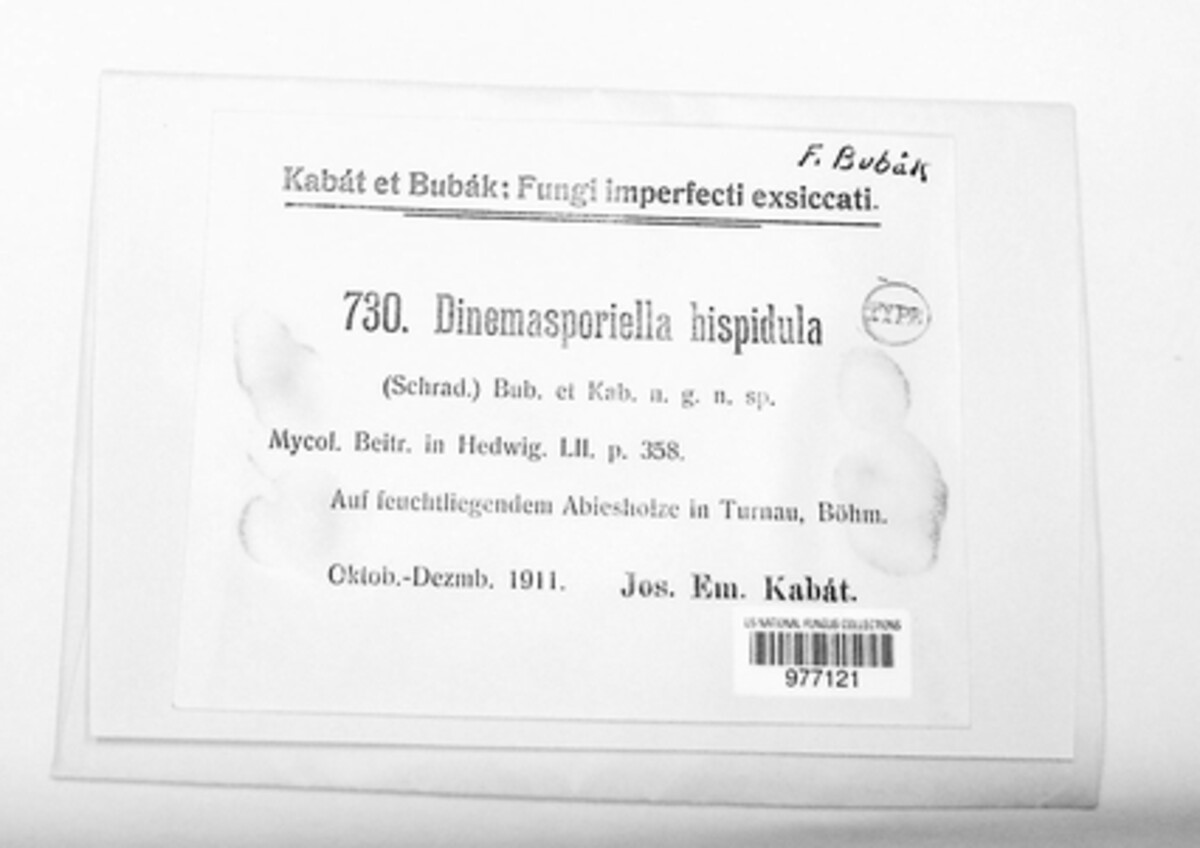 F. Bubák
Kabát et Bubák: Fungi imperfecti exsiccati.
730. Dinemasporiella hispidula
TYPE
(Schrad.) Bub. et Kab. n. g. n. sp.
Mycol. Beitr. in Hedwig. LII. p. 358.
Auf feuchtliegendem Abiesholze in Turnau, Böhm.
Oktob.-Dezmb. 1911. Jos. Em. Kabát.
US NATIONAL FUNGUS COLLECTIONS
977121